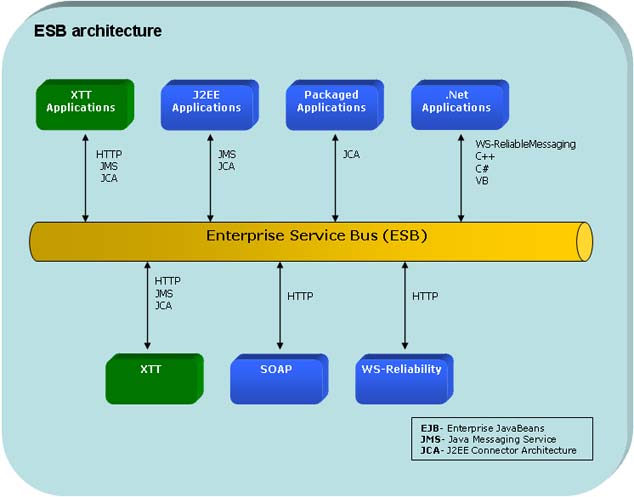 ESB architecture
XTT
Applications
J2EE
Applications
Packaged
Applications
.Net
Applications
HTTP
JMS
JCA
JMS
JCA
JCA
WS-ReliableMessaging
C++
C#
VB
Enterprise Service Bus (ESB)
HTTP
JMS
JCA
HTTP
HTTP
XTT
SOAP
WS-Reliability
EJB- Enterprise JavaBeans
JMS- Java Messaging Service
JCA- J2EE Connector Architecture